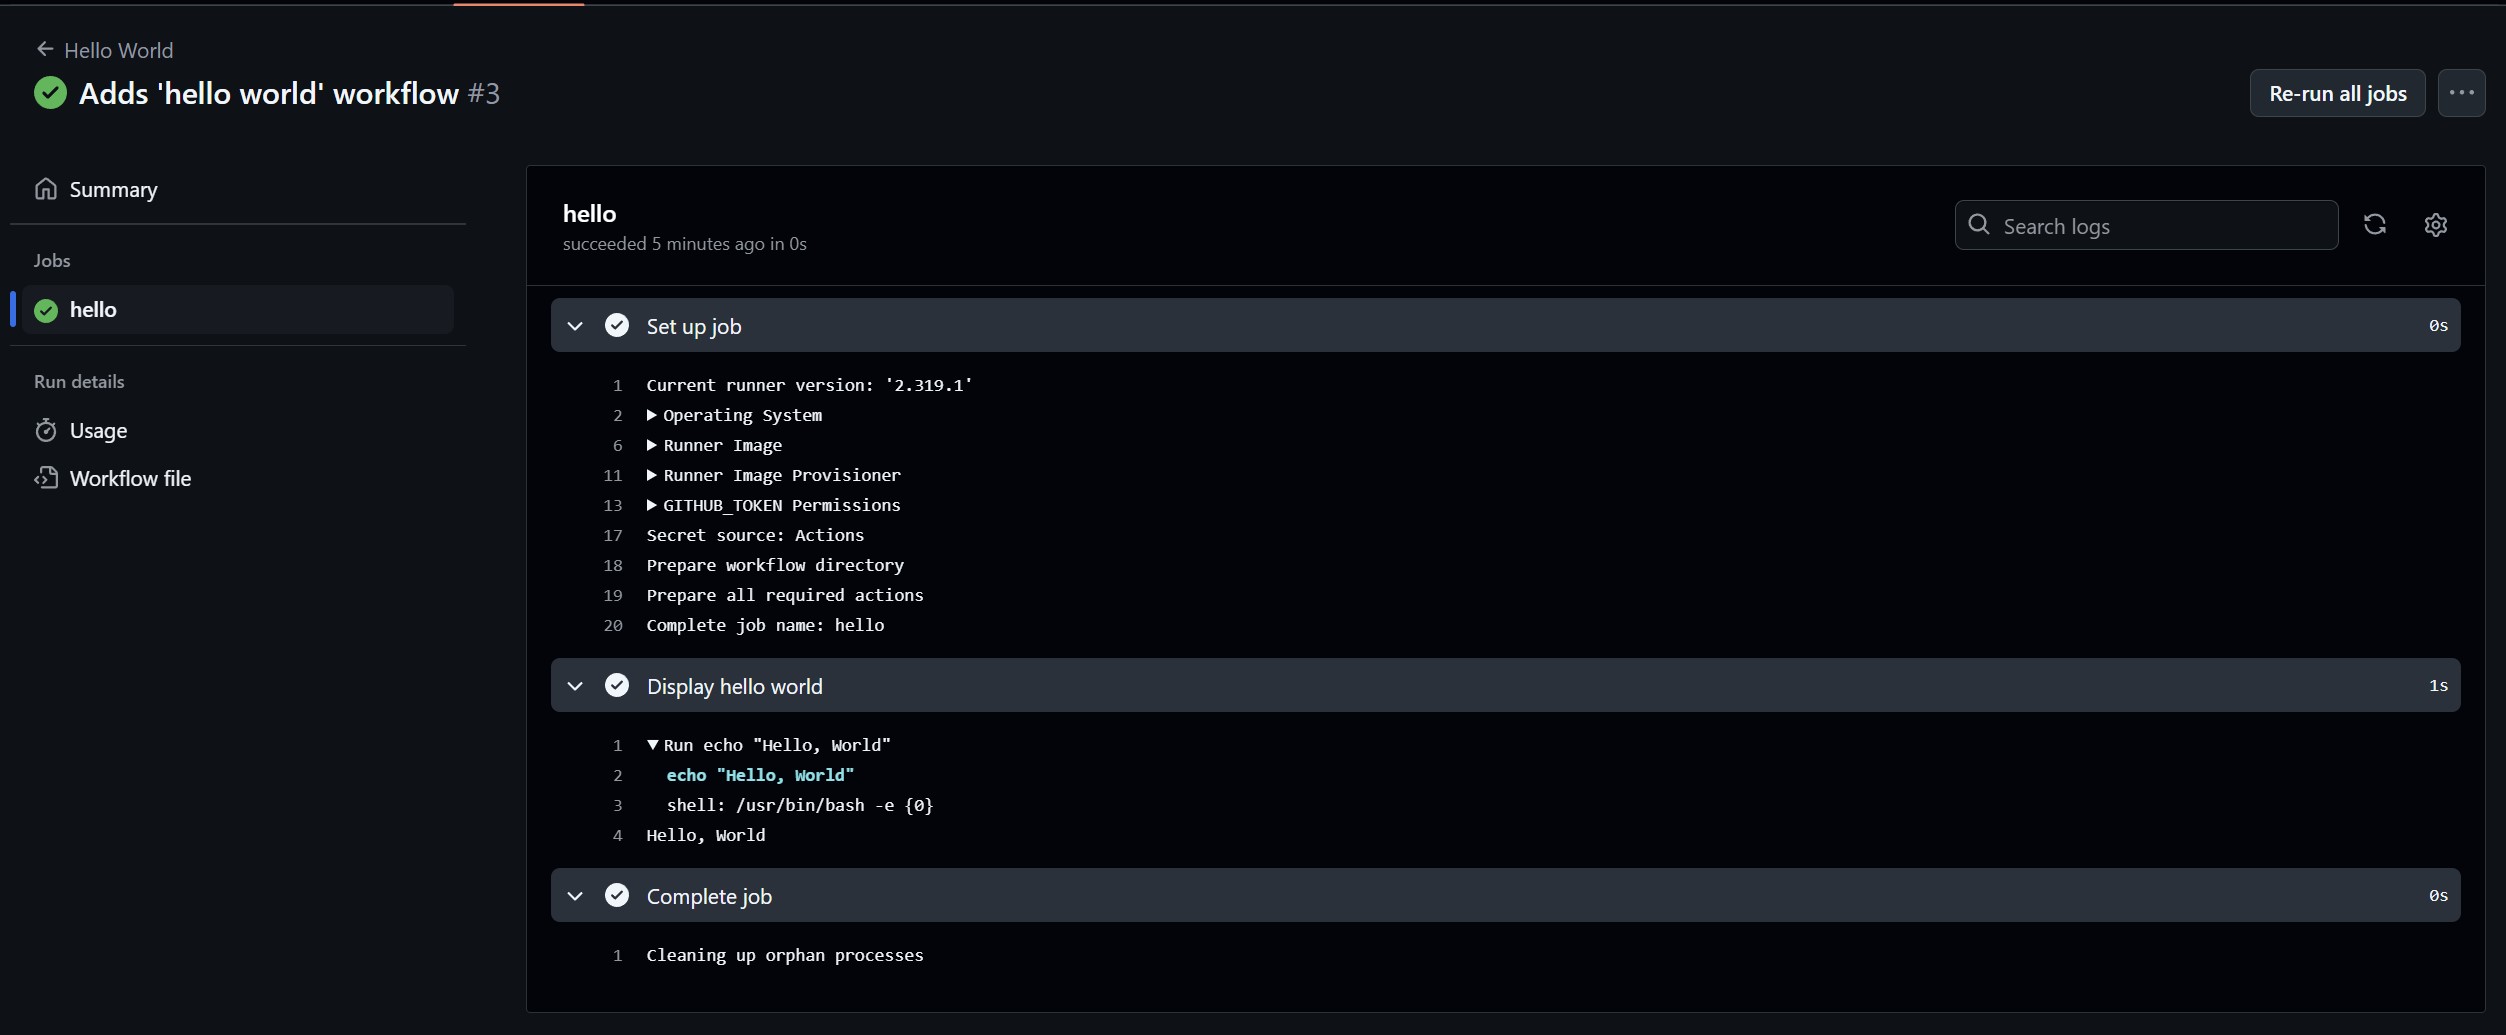 Hello World
Adds 'hello world' workflow #3
Re-run all jobs
Summary
Jobs
hello
Run details
Usage
Workflow file
hello
succeeded 5 minutes ago in 0s
Search logs
Set up job 0s
1 Current runner version: '2.319.1'
2 Operating System
6 Runner Image
11 Runner Image Provisioner
13 GITHUB_TOKEN Permissions
17 Secret source: Actions
18 Prepare workflow directory
19 Prepare all required actions
20 Complete job name: hello
Display hello world 1s
1 Run echo "Hello, World"
2 echo "Hello, World"
3 shell: /usr/bin/bash -e {0}
4 Hello, World
Complete job 0s
1 Cleaning up orphan processes